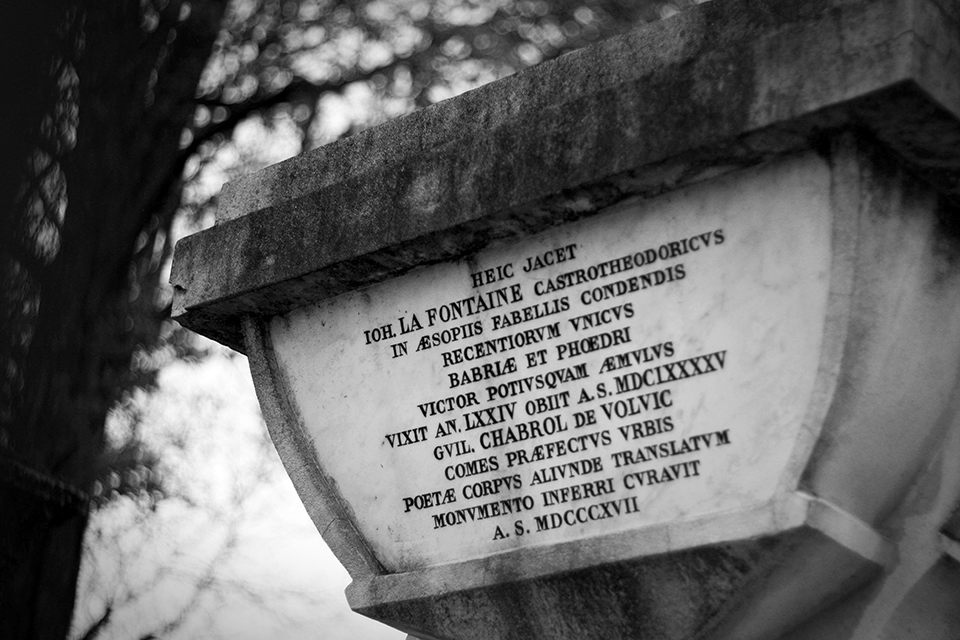 HEIC JACET
IOH. LA FONTAINE CASTROTHEODORICVS
IN ÆSOPIIS FABELLIS CONDENDIS
RECENTIORVM VNICVS
BABRIÆ ET PHŒDRI
VICTOR POTIVSQVAM ÆMVLVS
VIXIT AN. LXXIV OBIIT A. S. MDCLXXXXV
GVIL. CHABROL DE VOLVIC
COMES PRÆFECTVS VRBIS
POETÆ CORPVS ALIVNDE TRANSLATVM
MONVMENTO INFERRI CVRAVIT
A. S. MDCCCXVII